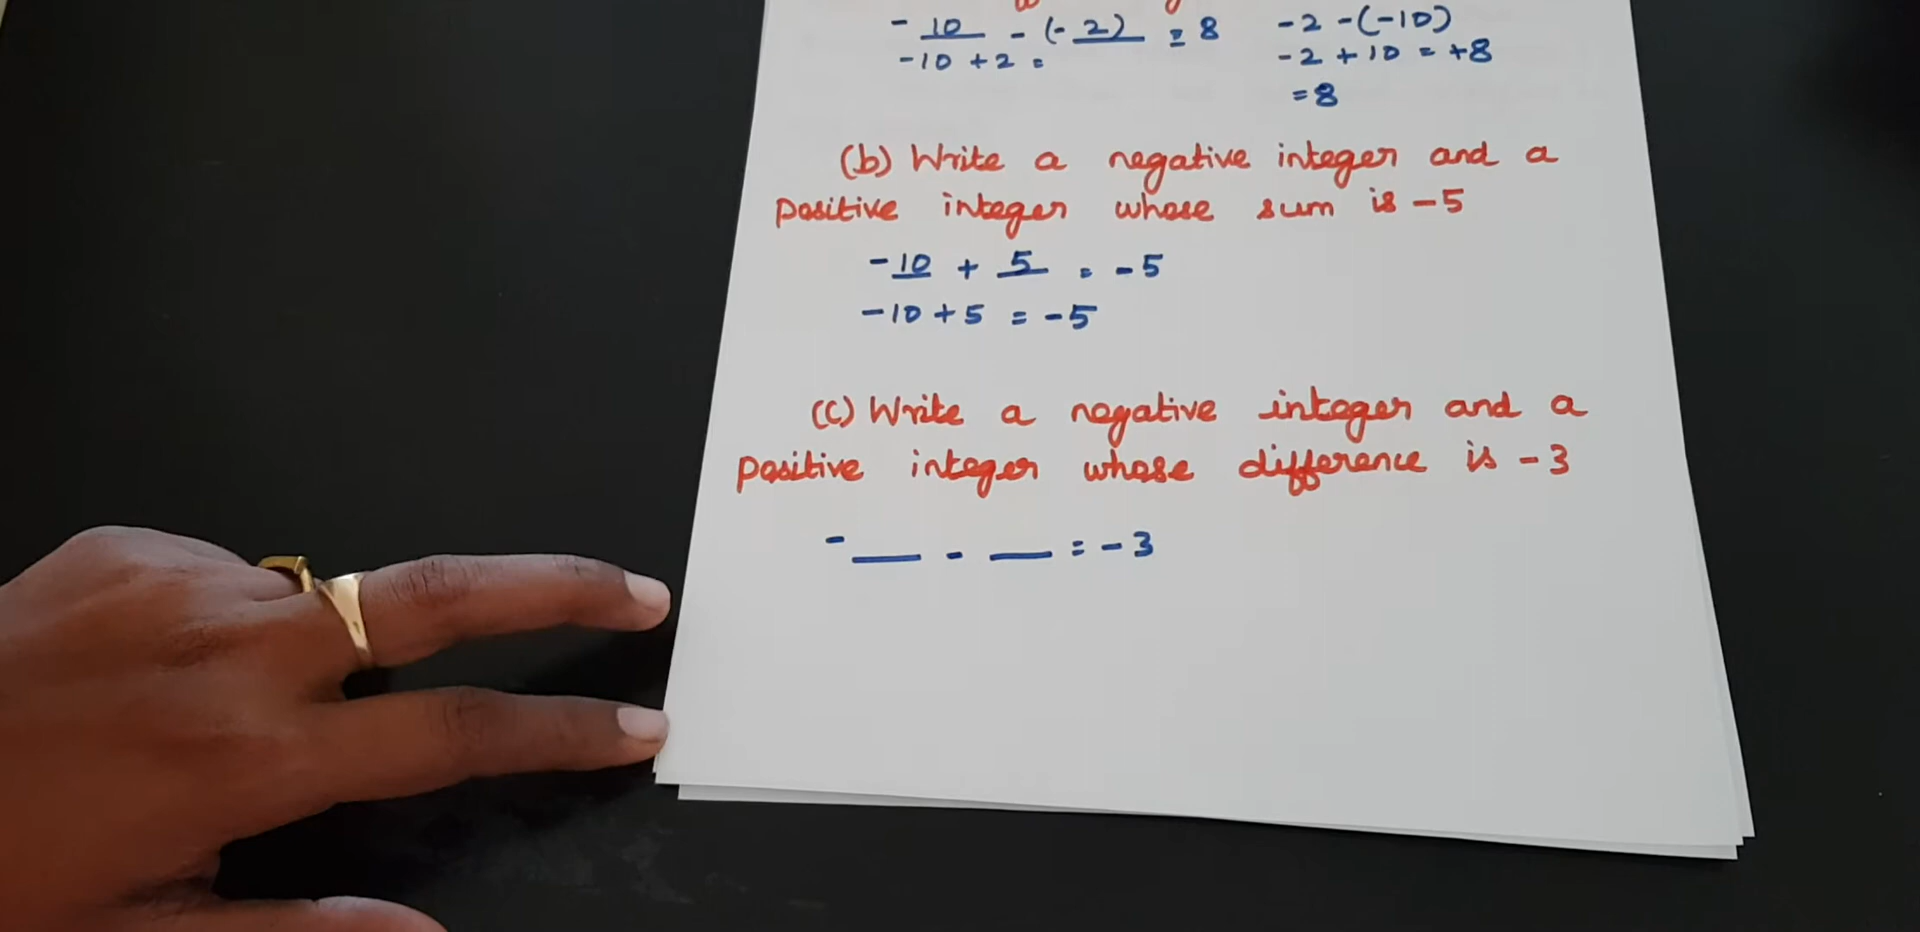 - 10 - (- 2) = 8 -2 -(-10)
-10 +2 = -2 + 10 = +8
=8
(b) Write a negative integer and a
positive integer whose sum is -5
-10 + 5 = -5
-10+5 = -5
(c) Write a negative integer and a
positive integer whose difference is -3
-__ - __ = -3